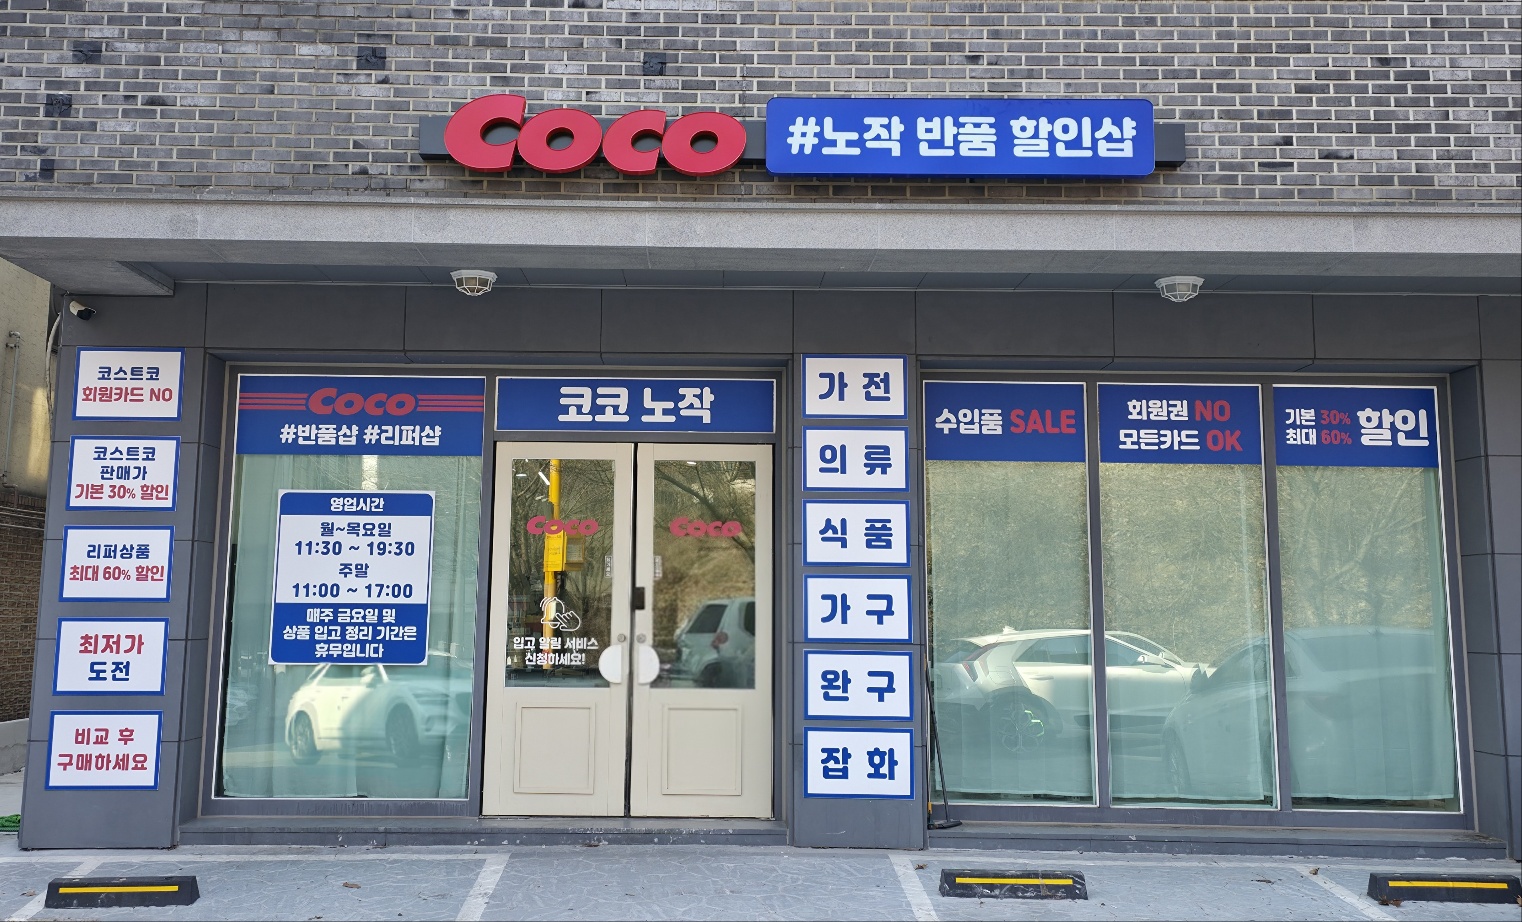 Coco
#노작 반품 할인샵
코스트코
회원카드 NO
코스트코
판매가
기본 30% 할인
리퍼상품
최대 60% 할인
최저가
도전
비교 후
구매하세요
Coco
#반품샵 #리퍼샵
영업시간
월~목요일
11:30 ~ 19:30
주말
11:00 ~ 17:00
매주 금요일 및
상품 입고 정리 기간은
휴무입니다
코코 노작
Coco
Coco
입고 알림 서비스
신청하세요!
가 전
의 류
식 품
가 구
완 구
잡 화
수입품 SALE
회원권 NO
모든카드 OK
기본 30%
최대 60%
할인